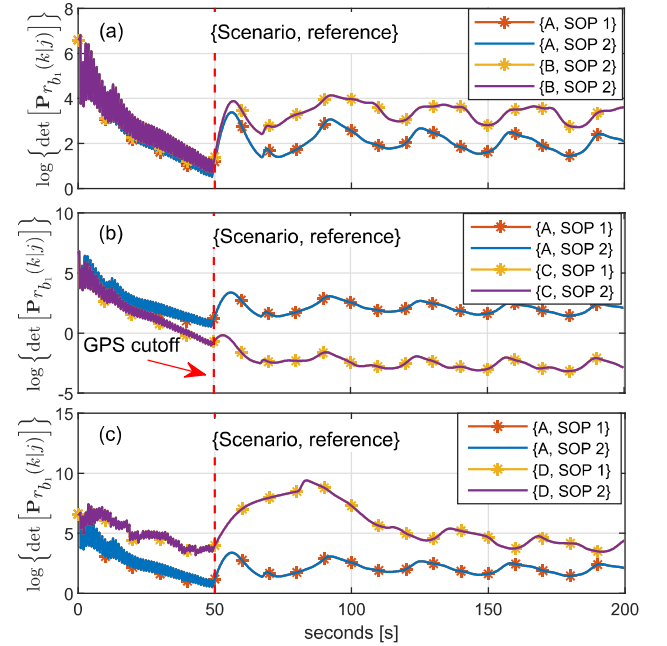 8
6
4
2
0
log{det[P_{r_{b_1}}(k|j)]}
(a)
{Scenario, reference}
{A, SOP 1}
{A, SOP 2}
{B, SOP 2}
{B, SOP 2}
10
5
0
-5
log{det[P_{r_{b_1}}(k|j)]}
(b)
{Scenario, reference}
GPS cutoff
{A, SOP 1}
{A, SOP 2}
{C, SOP 1}
{C, SOP 2}
15
10
5
0
log{det[P_{r_{b_1}}(k|j)]}
(c)
{Scenario, reference}
{A, SOP 1}
{A, SOP 2}
{D, SOP 1}
{D, SOP 2}
0 50 100 150 200
seconds [s]